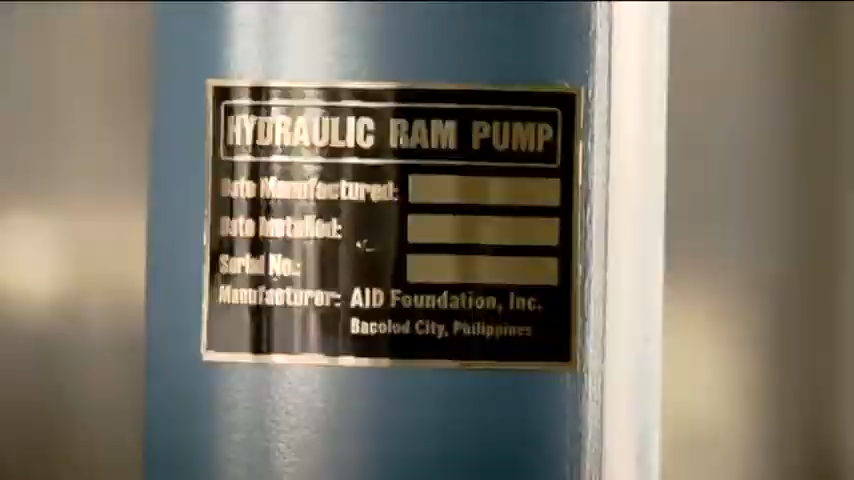 HYDRAULIC RAM PUMP
Date Manufactured:
Date Installed:
Serial No.:
Manufacturer: AID Foundation, Inc.
Bacolod City, Philippines